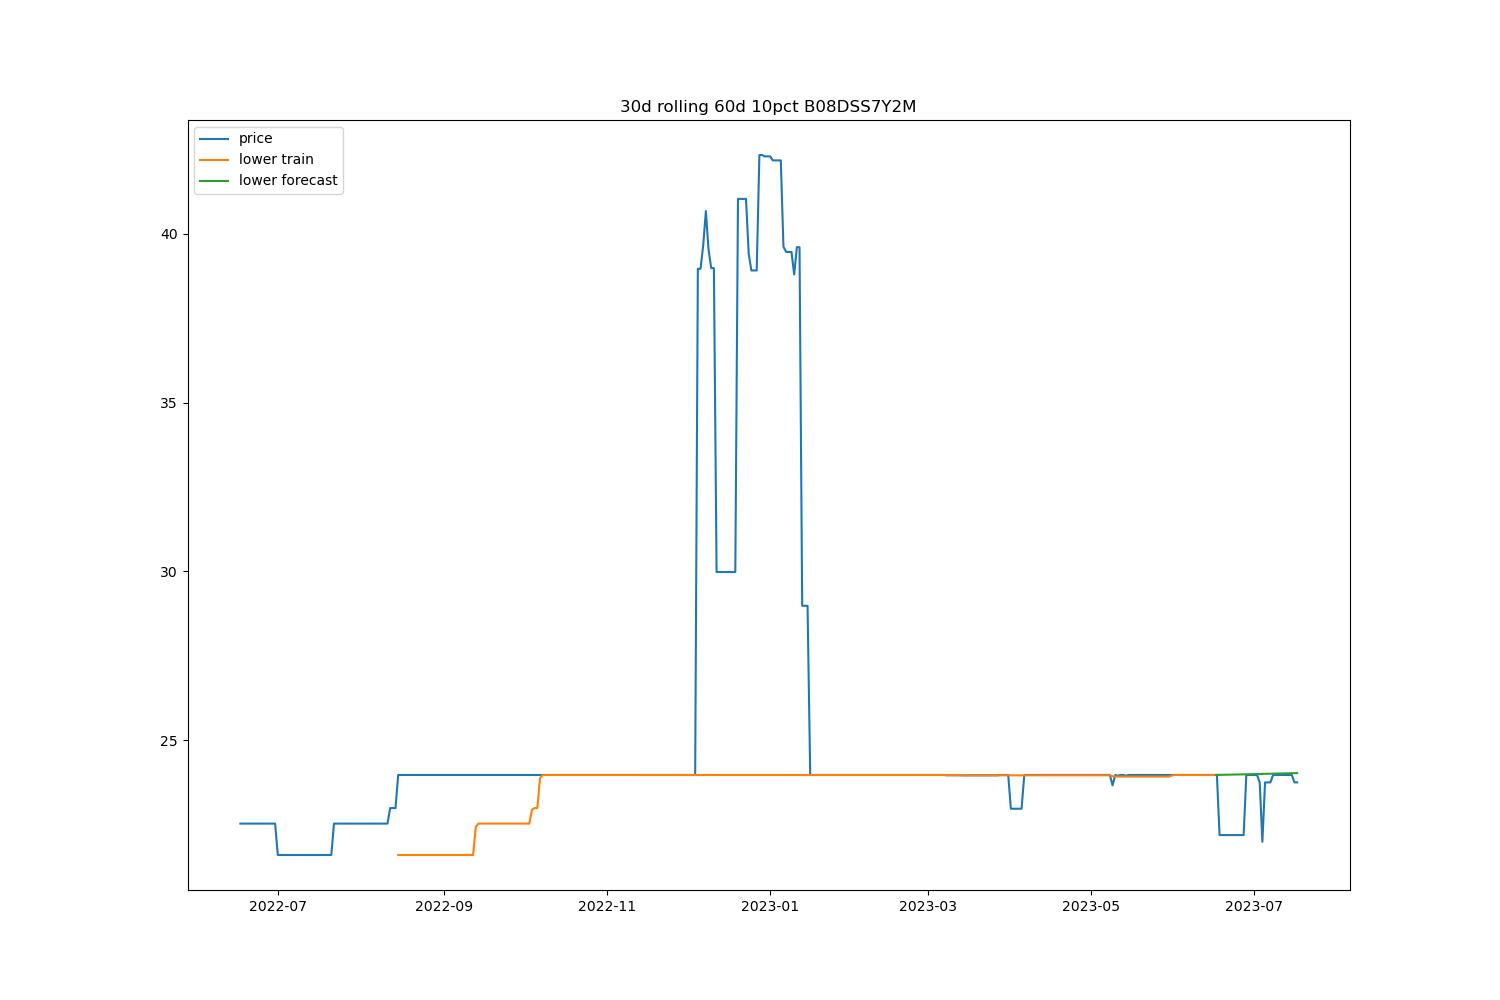 30d rolling 60d 10pct B08DSS7Y2M
price
lower train
lower forecast
40
35
30
25
2022-07 2022-09 2022-11 2023-01 2023-03 2023-05 2023-07